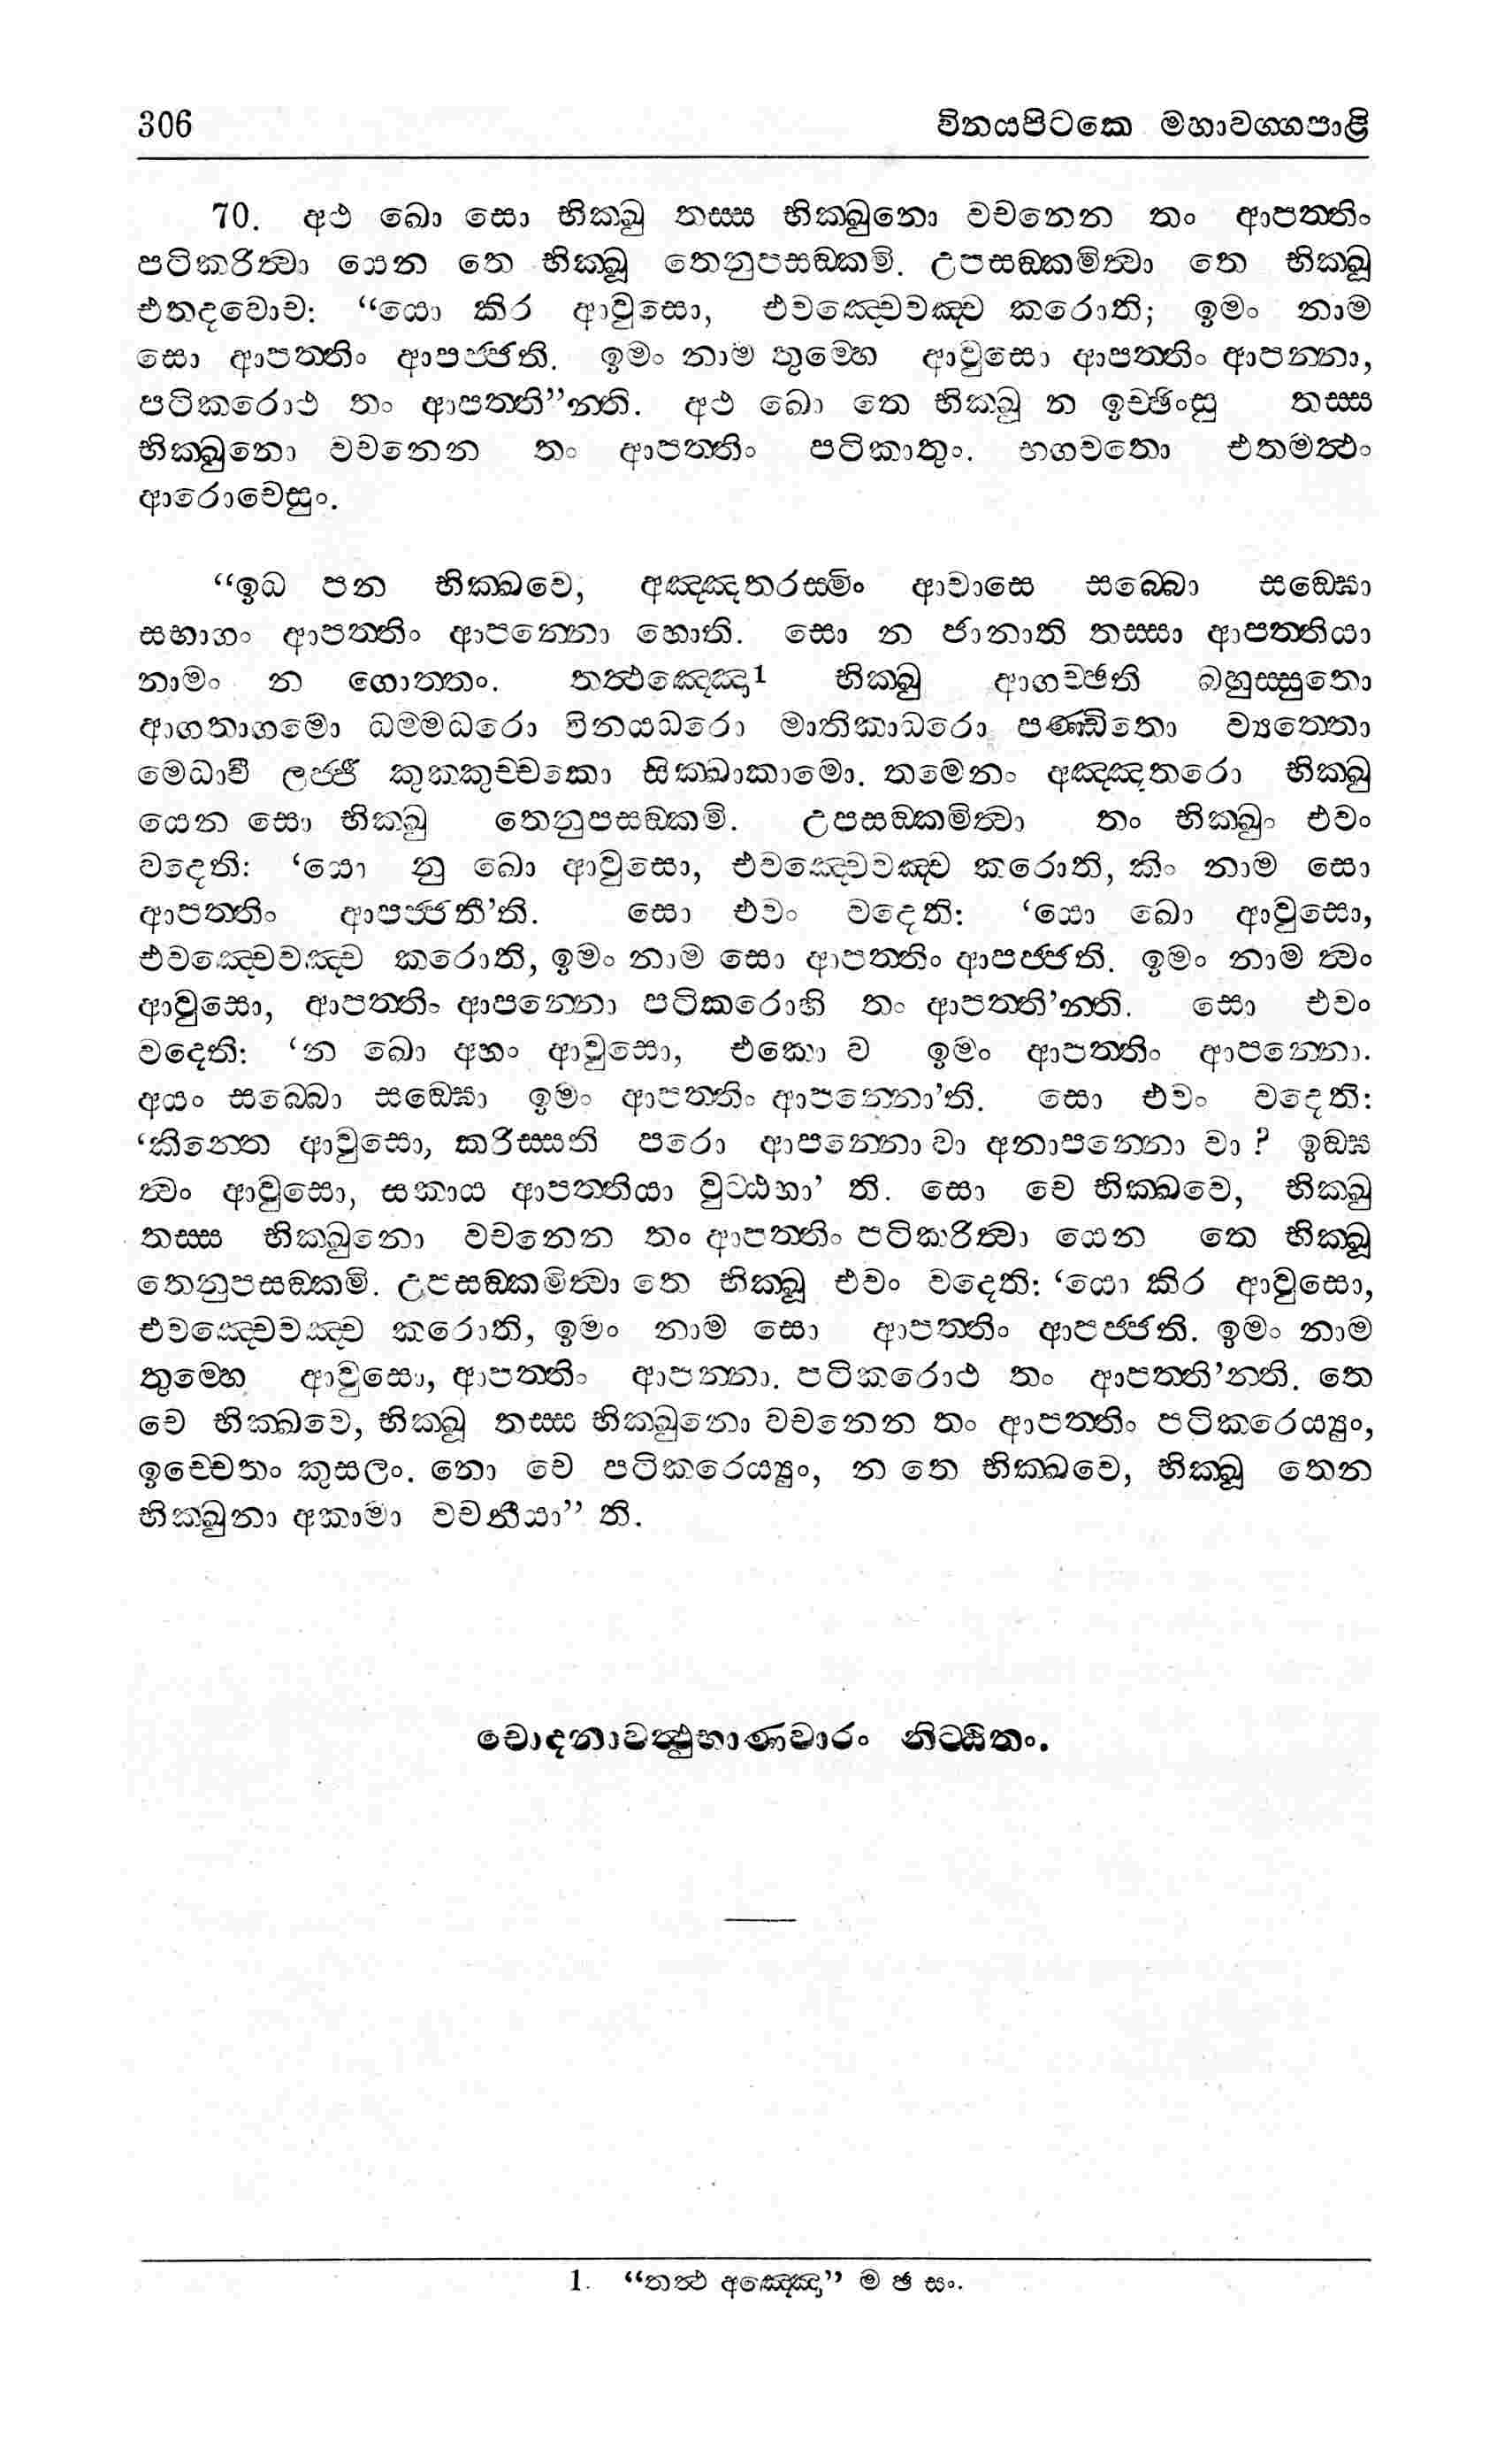 306 විනයපිටකෙ මහාවග්ගපාළි
70. අථ ඛො සො භික්ඛු තස්ස භික්ඛුනො වචනෙන තං ආපත්තිං
පටිකරිත්වා යෙන තෙ භික්ඛූ තෙනුපසඞ්කමි. උපසඞ්කමිත්වා තෙ භික්ඛූ
එතදවොච: “යො කිර ආවුසො, එවඤ්චෙවඤ්ච කරොති; ඉමං නාම
සො ආපත්තිං ආපජ්ජති. ඉමං නාම තුම්හෙ ආවුසො ආපත්තිං ආපන්නා,
පටිකරොථ තං ආපත්ති”න්ති. අථ ඛො තෙ භික්ඛූ න ඉච්ඡිංසු තස්ස
භික්ඛුනො වචනෙන තං ආපත්තිං පටිකාතුං. භගවතො එතමත්ථං
ආරොචෙසුං.
“ඉධ පන භික්ඛවෙ, අඤ්ඤතරස්මිං ආවාසෙ සබ්බො සඞ්ඝො
සභාගං ආපත්තිං ආපන්නො හොති. සො න ජානාති තස්සා ආපත්තියා
නාමං න ගොත්තං. තත්ථඤ්ඤො1 භික්ඛු ආගච්ඡති බහුස්සුතො
ආගතාගමො ධම්මධරො විනයධරො මාතිකාධරො පණ්ඩිතො ව්යත්තො
මෙධාවී ලජ්ජී කුක්කුච්චකො සික්ඛාකාමො. තමෙනං අඤ්ඤතරො භික්ඛු
යෙන සො භික්ඛු තෙනුපසඞ්කමි. උපසඞ්කමිත්වා තං භික්ඛුං එවං
වදෙති: ‘යො නු ඛො ආවුසො, එවඤ්චෙවඤ්ච කරොති, කිං නාම සො
ආපත්තිං ආපජ්ජතී’ති. සො එවං වදෙති: ‘යො ඛො ආවුසො,
එවඤ්චෙවඤ්ච කරොති, ඉමං නාම සො ආපත්තිං ආපජ්ජති. ඉමං නාම ත්වං
ආවුසො, ආපත්තිං ආපන්නො පටිකරොහි තං ආපත්ති’න්ති. සො එවං
වදෙති: ‘න ඛො අහං ආවුසො, එකො ව ඉමං ආපත්තිං ආපන්නො.
අයං සබ්බො සඞ්ඝො ඉමං ආපත්තිං ආපන්නො’ති. සො එවං වදෙති:
‘කින්තෙ ආවුසො, කරිස්සති පරො ආපන්නො වා අනාපන්නො වා ? ඉඞ්ඝ
ත්වං ආවුසො, සකාය ආපත්තියා වුට්ඨහා’ ති. සො චෙ භික්ඛවෙ, භික්ඛු
තස්ස භික්ඛුනො වචනෙන තං ආපත්තිං පටිකරිත්වා යෙන තෙ භික්ඛූ
තෙනුපසඞ්කමි. උපසඞ්කමිත්වා තෙ භික්ඛූ එවං වදෙති: ‘යො කිර ආවුසො,
එවඤ්චෙවඤ්ච කරොති, ඉමං නාම සො ආපත්තිං ආපජ්ජති. ඉමං නාම
තුම්හෙ ආවුසො, ආපත්තිං ආපන්නා. පටිකරොථ තං ආපත්ති’න්ති. තෙ
චෙ භික්ඛවෙ, භික්ඛූ තස්ස භික්ඛුනො වචනෙන තං ආපත්තිං පටිකරෙය්යුං,
ඉච්චෙතං කුසලං. නො චෙ පටිකරෙය්යුං, න තෙ භික්ඛවෙ, භික්ඛූ තෙන
භික්ඛුනා අකාමා වචනීයා” ති.
චොදනාවත්ථුභාණවාරං නිට්ඨිතං.
1. “තත්ථ අඤ්ඤො” ම ඡ සං.